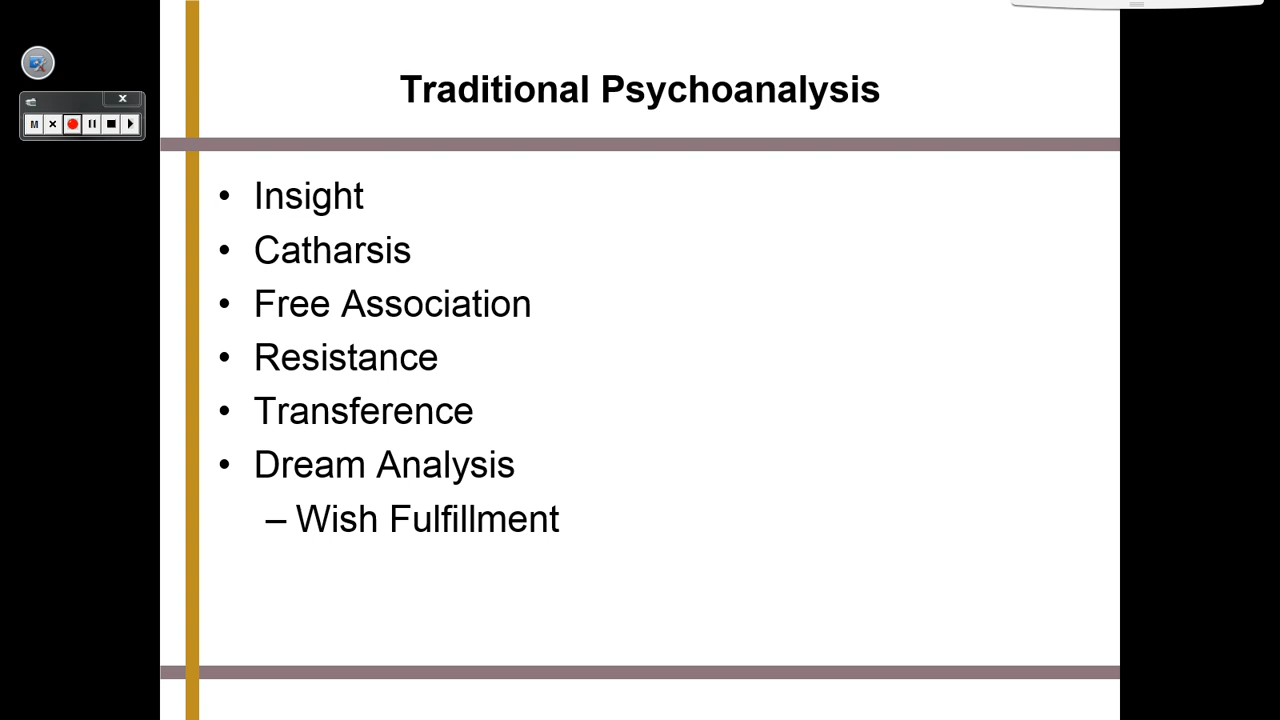 Traditional Psychoanalysis
x
M
• Insight
• Catharsis
• Free Association
• Resistance
• Transference
• Dream Analysis
– Wish Fulfillment